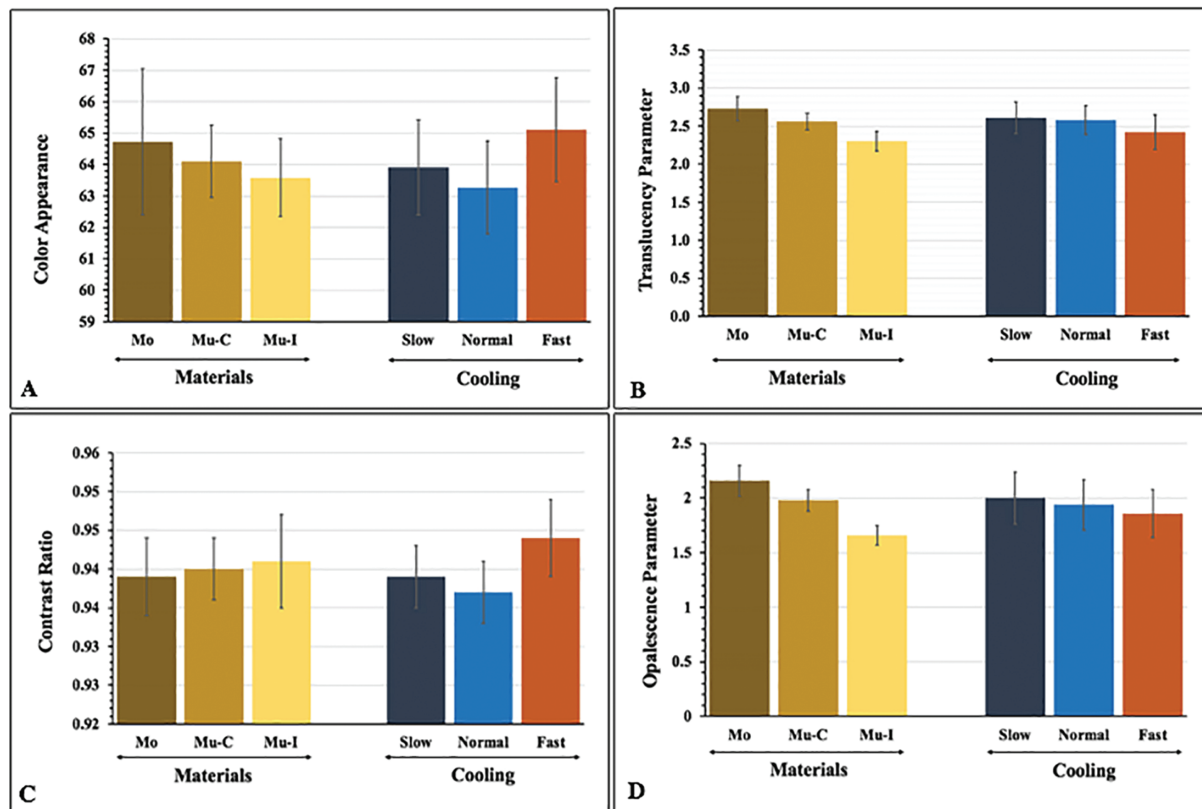 68
67
66
65
64
63
62
61
60
59
Color Appearance
Mo Mu-C Mu-I Slow Normal Fast
Materials Cooling
A
3.5
3.0
2.5
2.0
1.5
1.0
0.5
0.0
Translucency Parameter
Mo Mu-C Mu-I Slow Normal Fast
Materials Cooling
B
0.96
0.95
0.95
0.94
0.94
0.93
0.93
0.92
Contrast Ratio
Mo Mu-C Mu-I Slow Normal Fast
Materials Cooling
C
2.5
2
1.5
1
0.5
0
Opalescence Parameter
Mo Mu-C Mu-I Slow Normal Fast
Materials Cooling
D